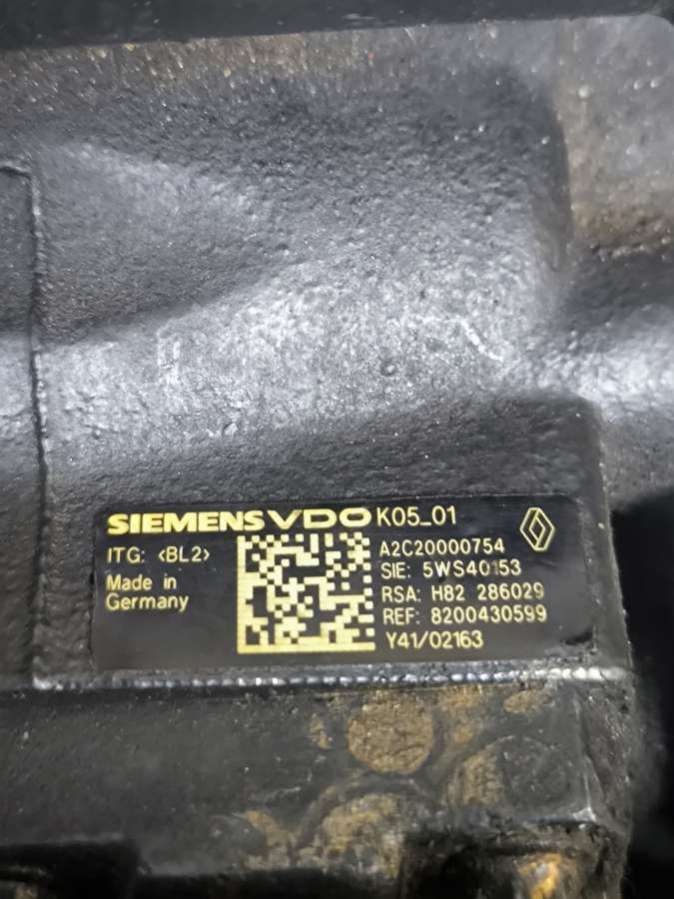 SIEMENS VDO K05_01
ITG: <BL2>
Made in
Germany
A2C20000754
SIE: 5WS40153
RSA: H82 286029
REF: 8200430599
Y41/02163